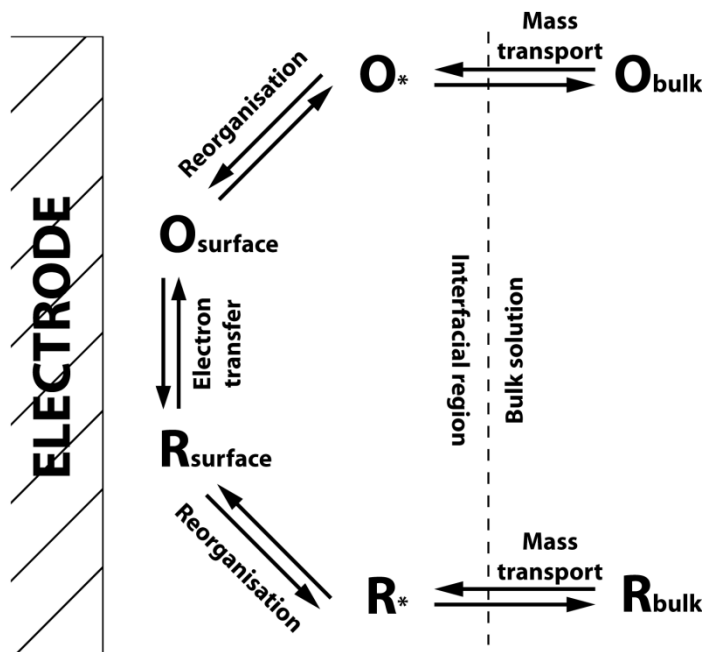 ELECTRODE
Mass
transport
O*
Obulk
Reorganisation
Osurface
Electron
transfer
Interfacial region
Bulk solution
Rsurface
Reorganisation
Mass
transport
R*
Rbulk